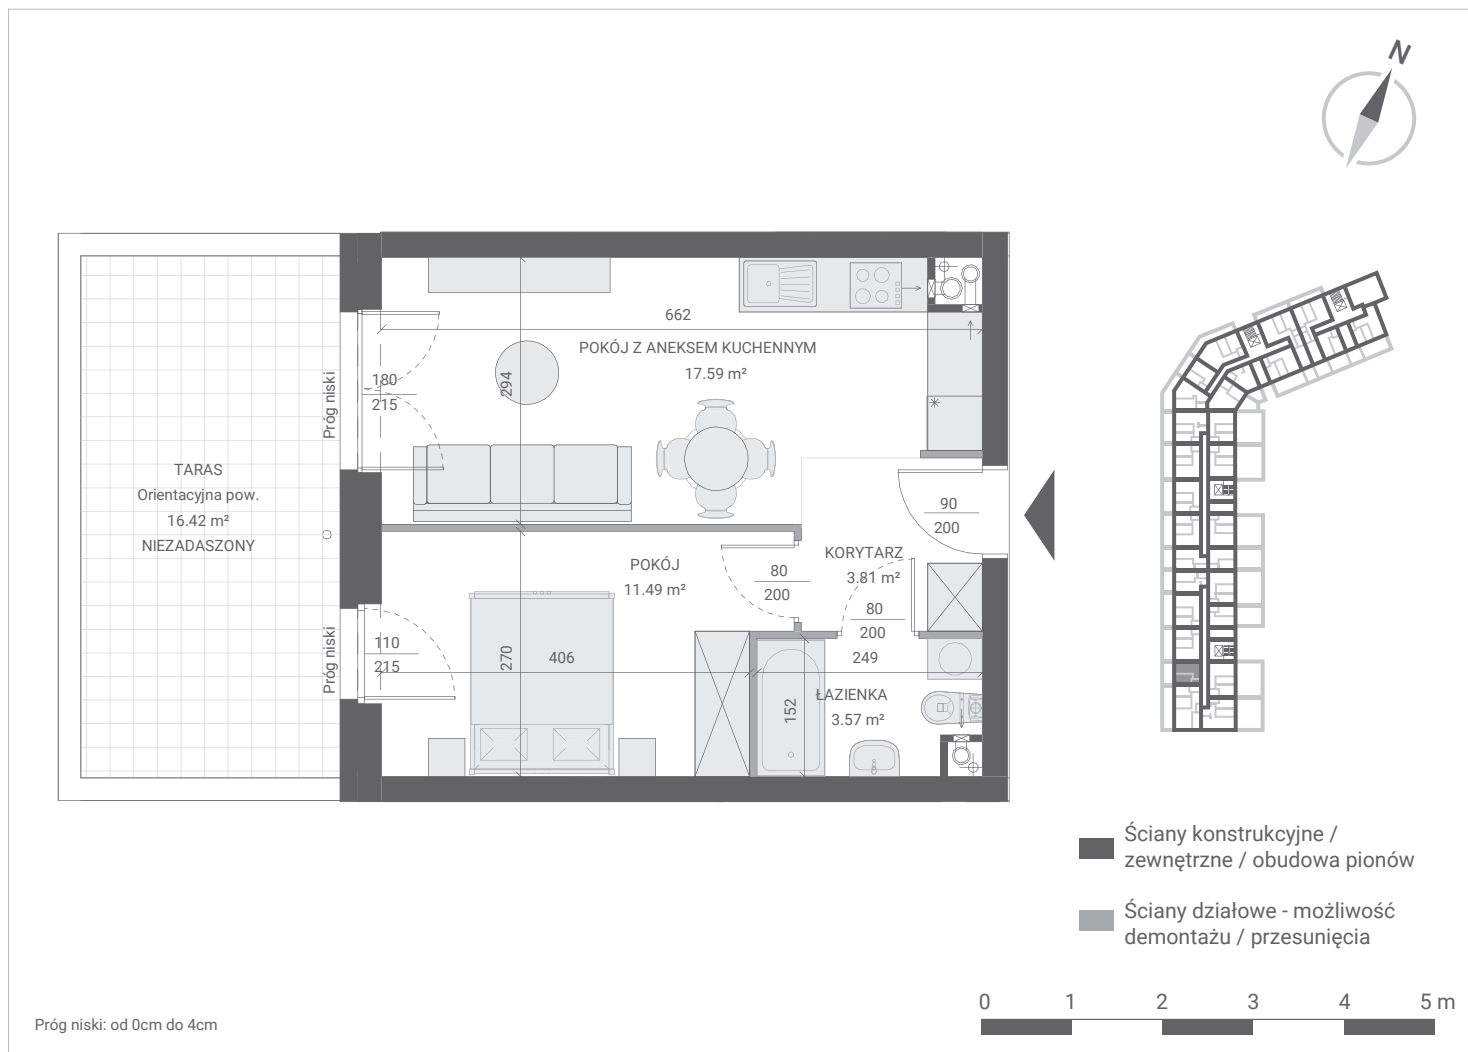 N
662
POKÓJ Z ANEKSEM KUCHENNYM
17.59 m²
294
180
215
Próg niski
TARAS
Orientacyjna pow.
16.42 m²
NIEZADASZONY
90
200
KORYTARZ
3.81 m²
POKÓJ
11.49 m²
80
200
80
200
Próg niski
110
215
270
406
249
152
ŁAZIENKA
3.57 m²
Ściany konstrukcyjne /
zewnętrzne / obudowa pionów
Ściany działowe - możliwość
demontażu / przesunięcia
0 1 2 3 4 5 m
Próg niski: od 0cm do 4cm